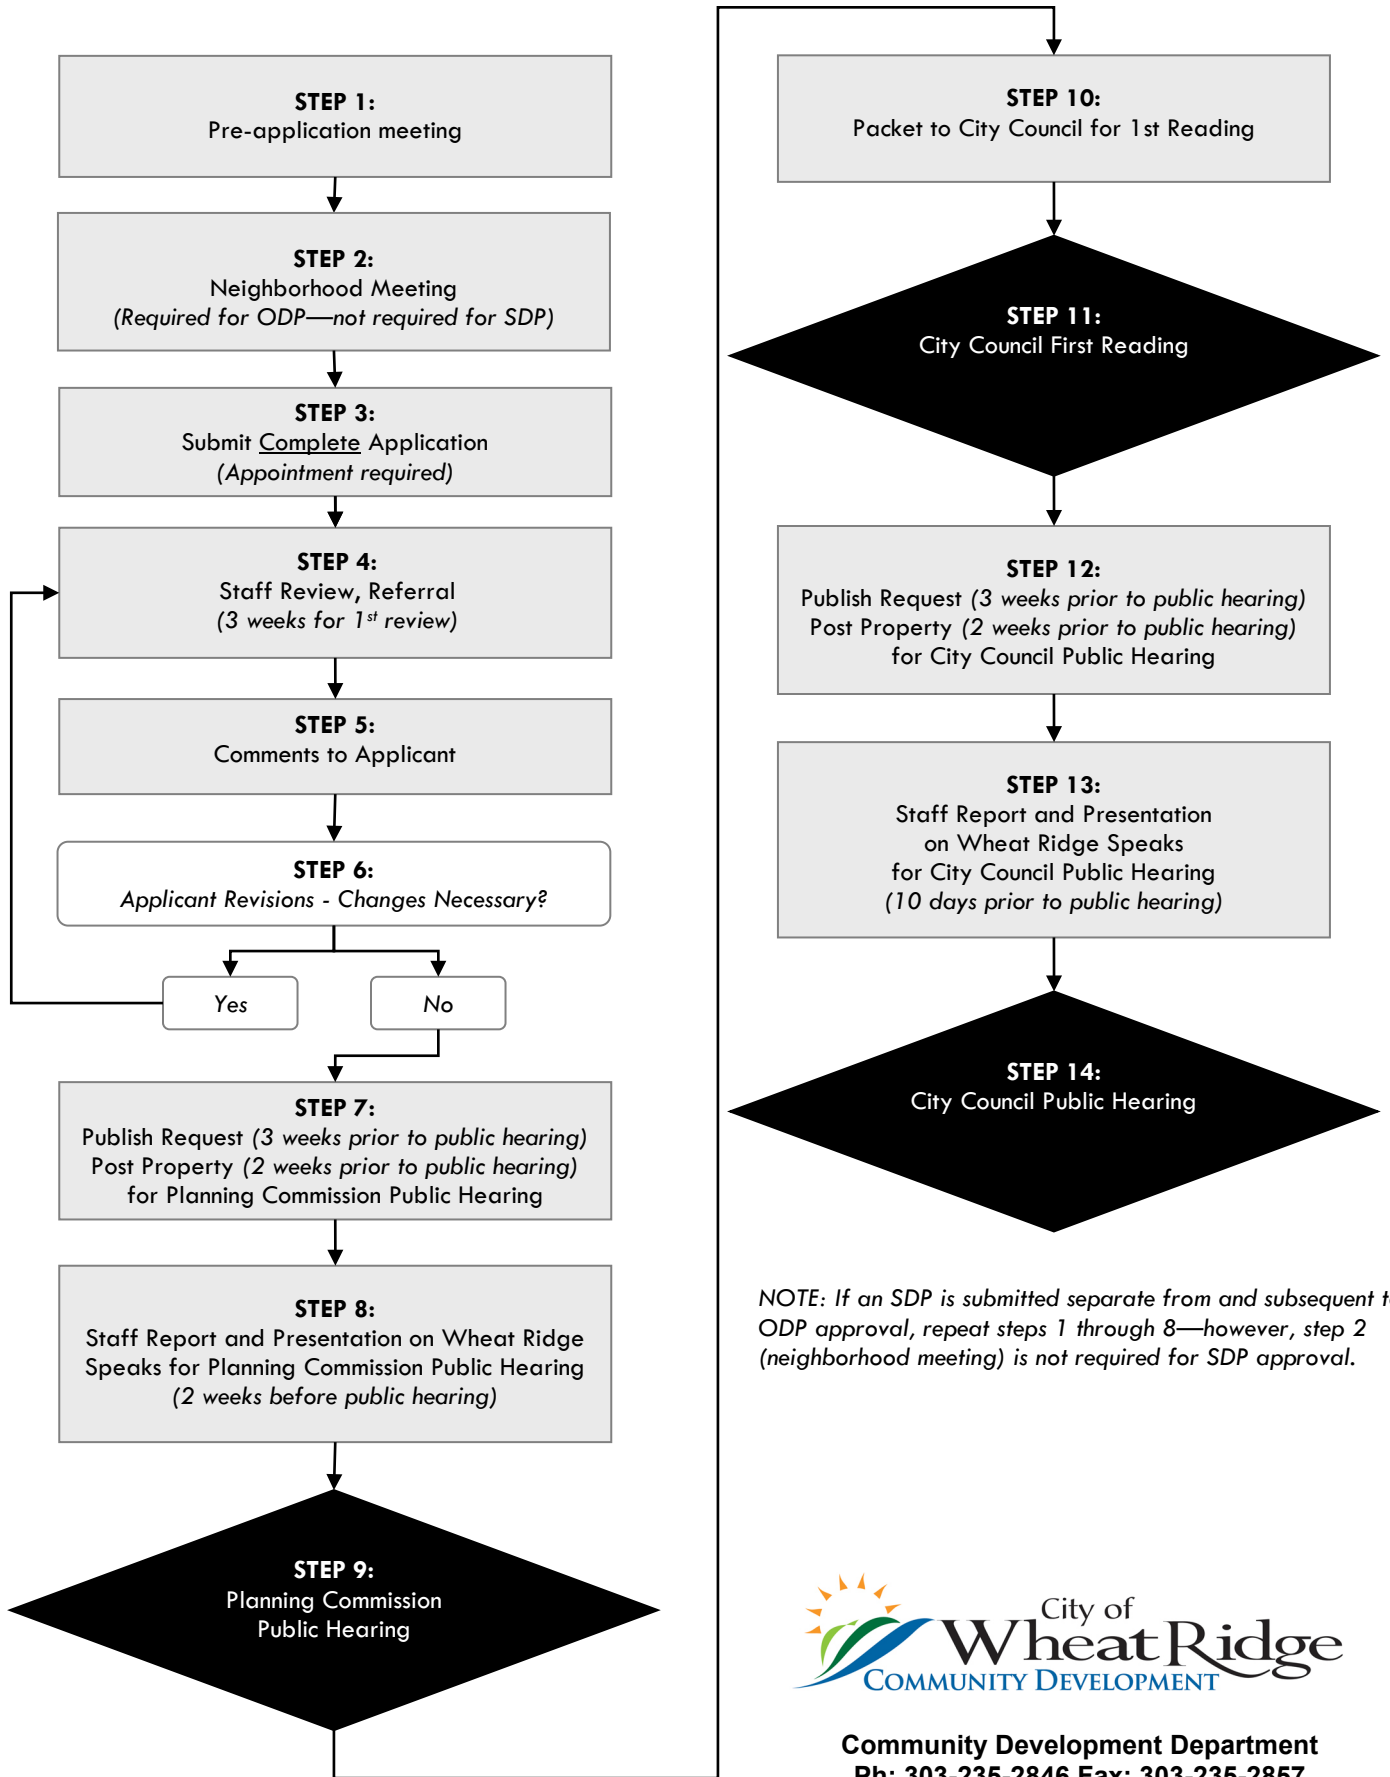 STEP 1:
Pre-application meeting
STEP 2:
Neighborhood Meeting
(Required for ODP—not required for SDP)
STEP 3:
Submit Complete Application
(Appointment required)
STEP 4:
Staff Review, Referral
(3 weeks for 1st review)
STEP 5:
Comments to Applicant
STEP 6:
Applicant Revisions - Changes Necessary?
Yes
No
STEP 7:
Publish Request (3 weeks prior to public hearing)
Post Property (2 weeks prior to public hearing)
for Planning Commission Public Hearing
STEP 8:
Staff Report and Presentation on Wheat Ridge
Speaks for Planning Commission Public Hearing
(2 weeks before public hearing)
STEP 9:
Planning Commission
Public Hearing
STEP 10:
Packet to City Council for 1st Reading
STEP 11:
City Council First Reading
STEP 12:
Publish Request (3 weeks prior to public hearing)
Post Property (2 weeks prior to public hearing)
for City Council Public Hearing
STEP 13:
Staff Report and Presentation
on Wheat Ridge Speaks
for City Council Public Hearing
(10 days prior to public hearing)
STEP 14:
City Council Public Hearing
NOTE: If an SDP is submitted separate from and subsequent to
ODP approval, repeat steps 1 through 8—however, step 2
(neighborhood meeting) is not required for SDP approval.
City of
Wheat Ridge
COMMUNITY DEVELOPMENT
Community Development Department
Ph: 303-235-2846 Fax: 303-235-2857